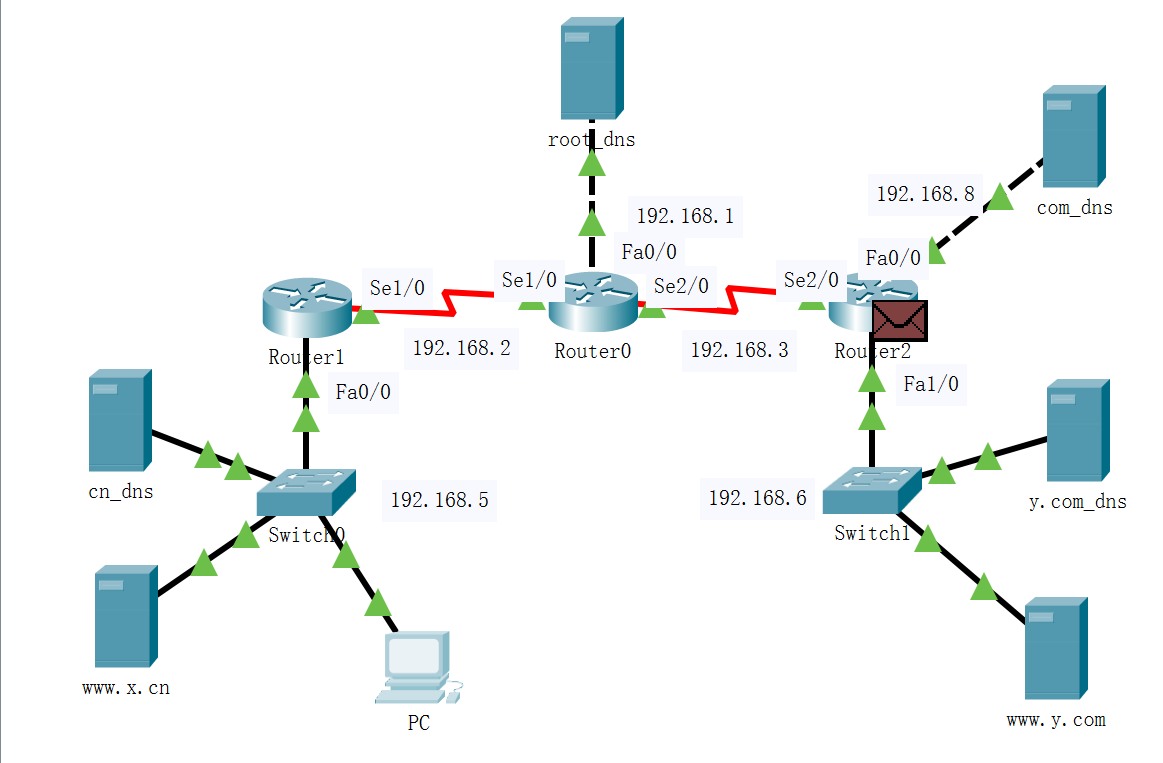 root_dns
192.168.8
com_dns
192.168.1
Fa0/0
Fa0/0
Se1/0
Se1/0
Se2/0
Se2/0
Router1
192.168.2
Router0
192.168.3
Router2
Fa0/0
Fa1/0
cn_dns
192.168.5
192.168.6
y.com_dns
Switch0
Switch1
www.x.cn
PC
www.y.com